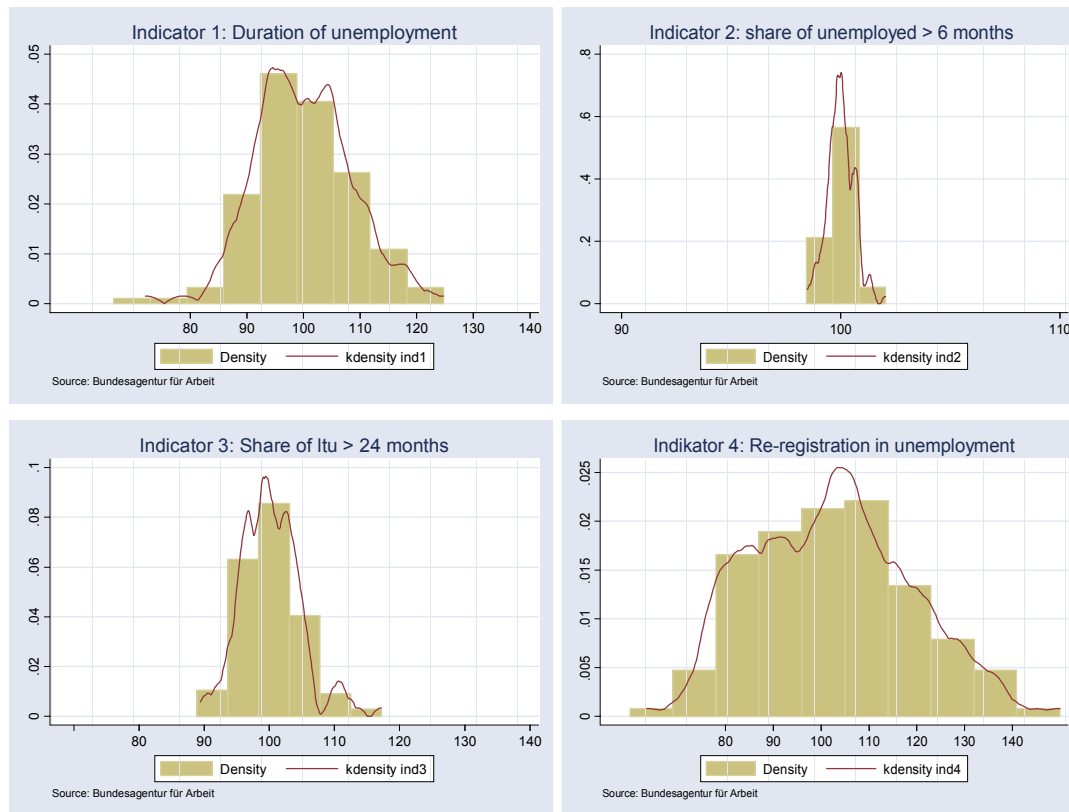 Indicator 1: Duration of unemployment
.05
.04
.03
.02
.01
0
80 90 100 110 120 130 140
Density kdensity ind1
Source: Bundesagentur für Arbeit
Indicator 2: share of unemployed > 6 months
.8
.6
.4
.2
0
90 100 110
Density kdensity ind2
Source: Bundesagentur für Arbeit
Indicator 3: Share of ltu > 24 months
.1
.08
.06
.04
.02
0
80 90 100 110 120 130 140
Density kdensity ind3
Source: Bundesagentur für Arbeit
Indikator 4: Re-registration in unemployment
.025
.02
.015
.01
.005
0
80 90 100 110 120 130 140
Density kdensity ind4
Source: Bundesagentur für Arbeit